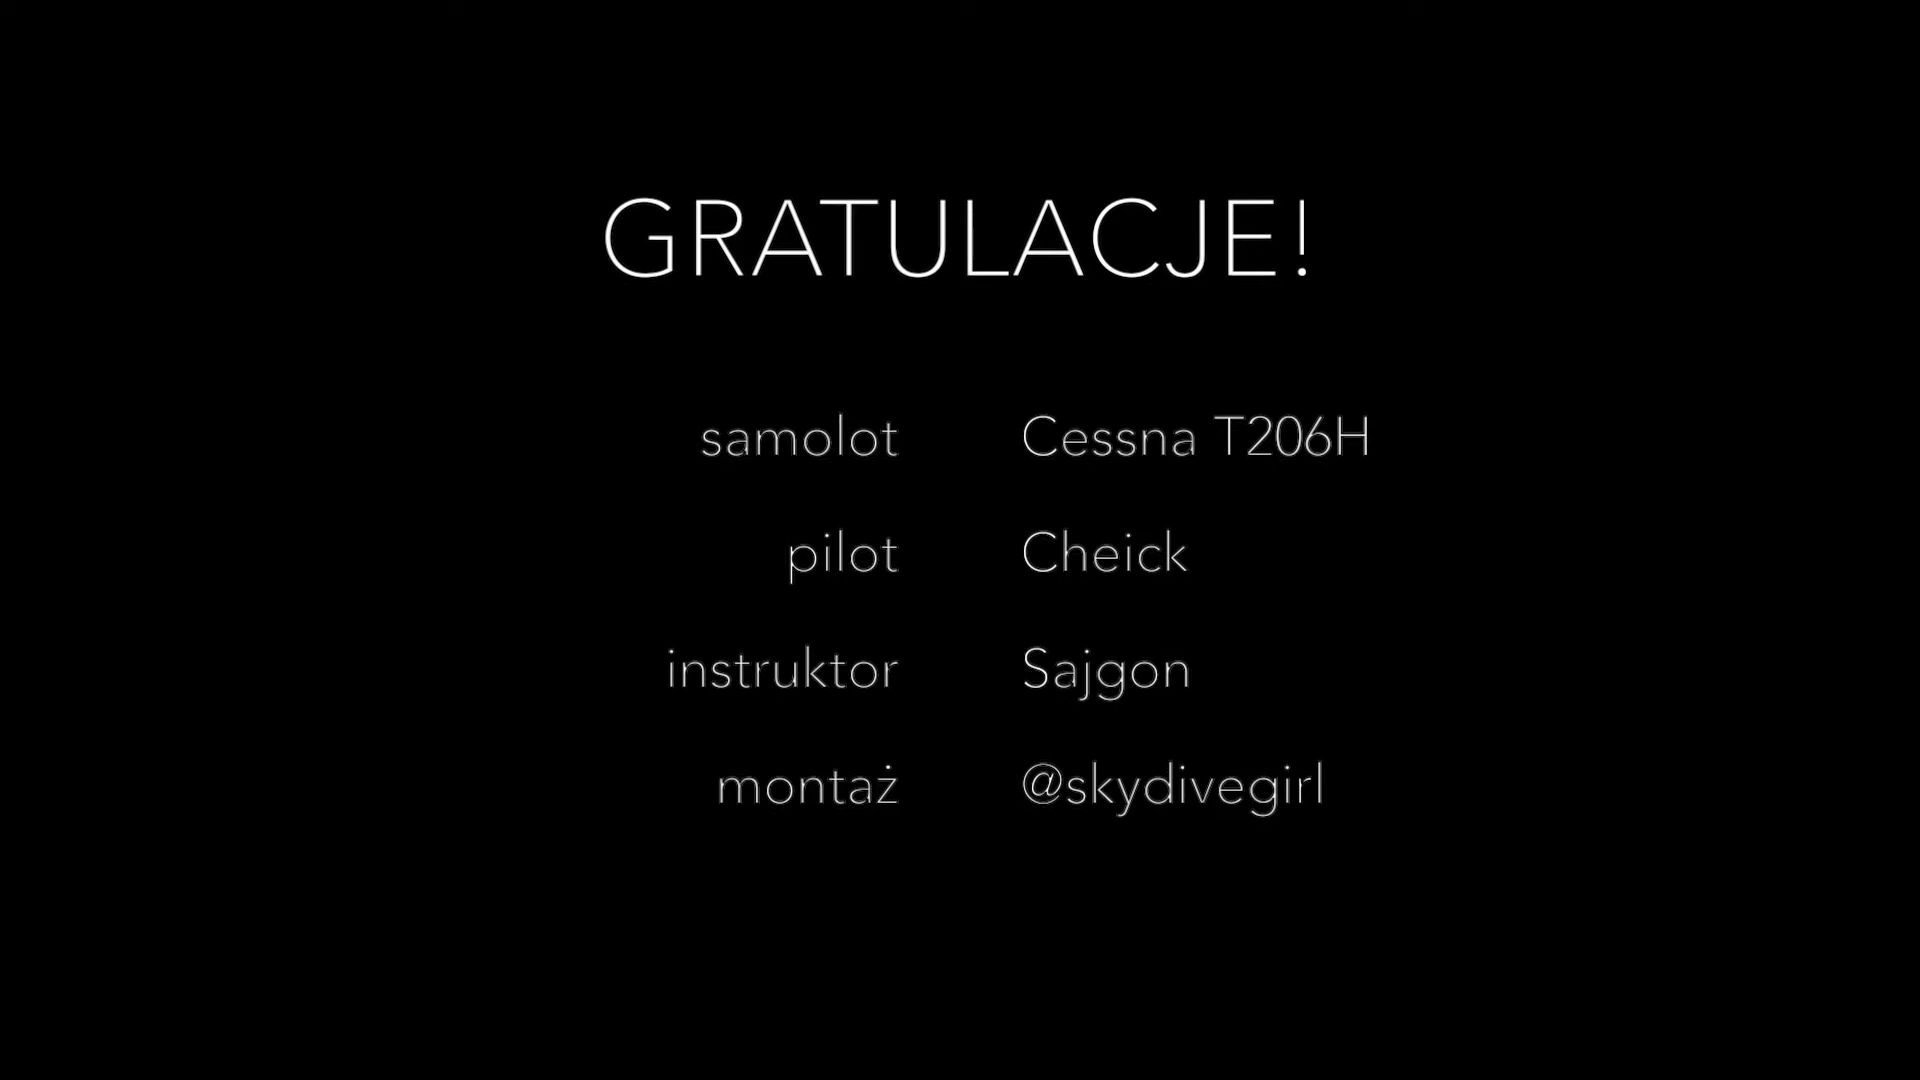 GRATULACJE!
samolot Cessna T206H
pilot Cheick
instruktor Sajgon
montaż @skydivegirl